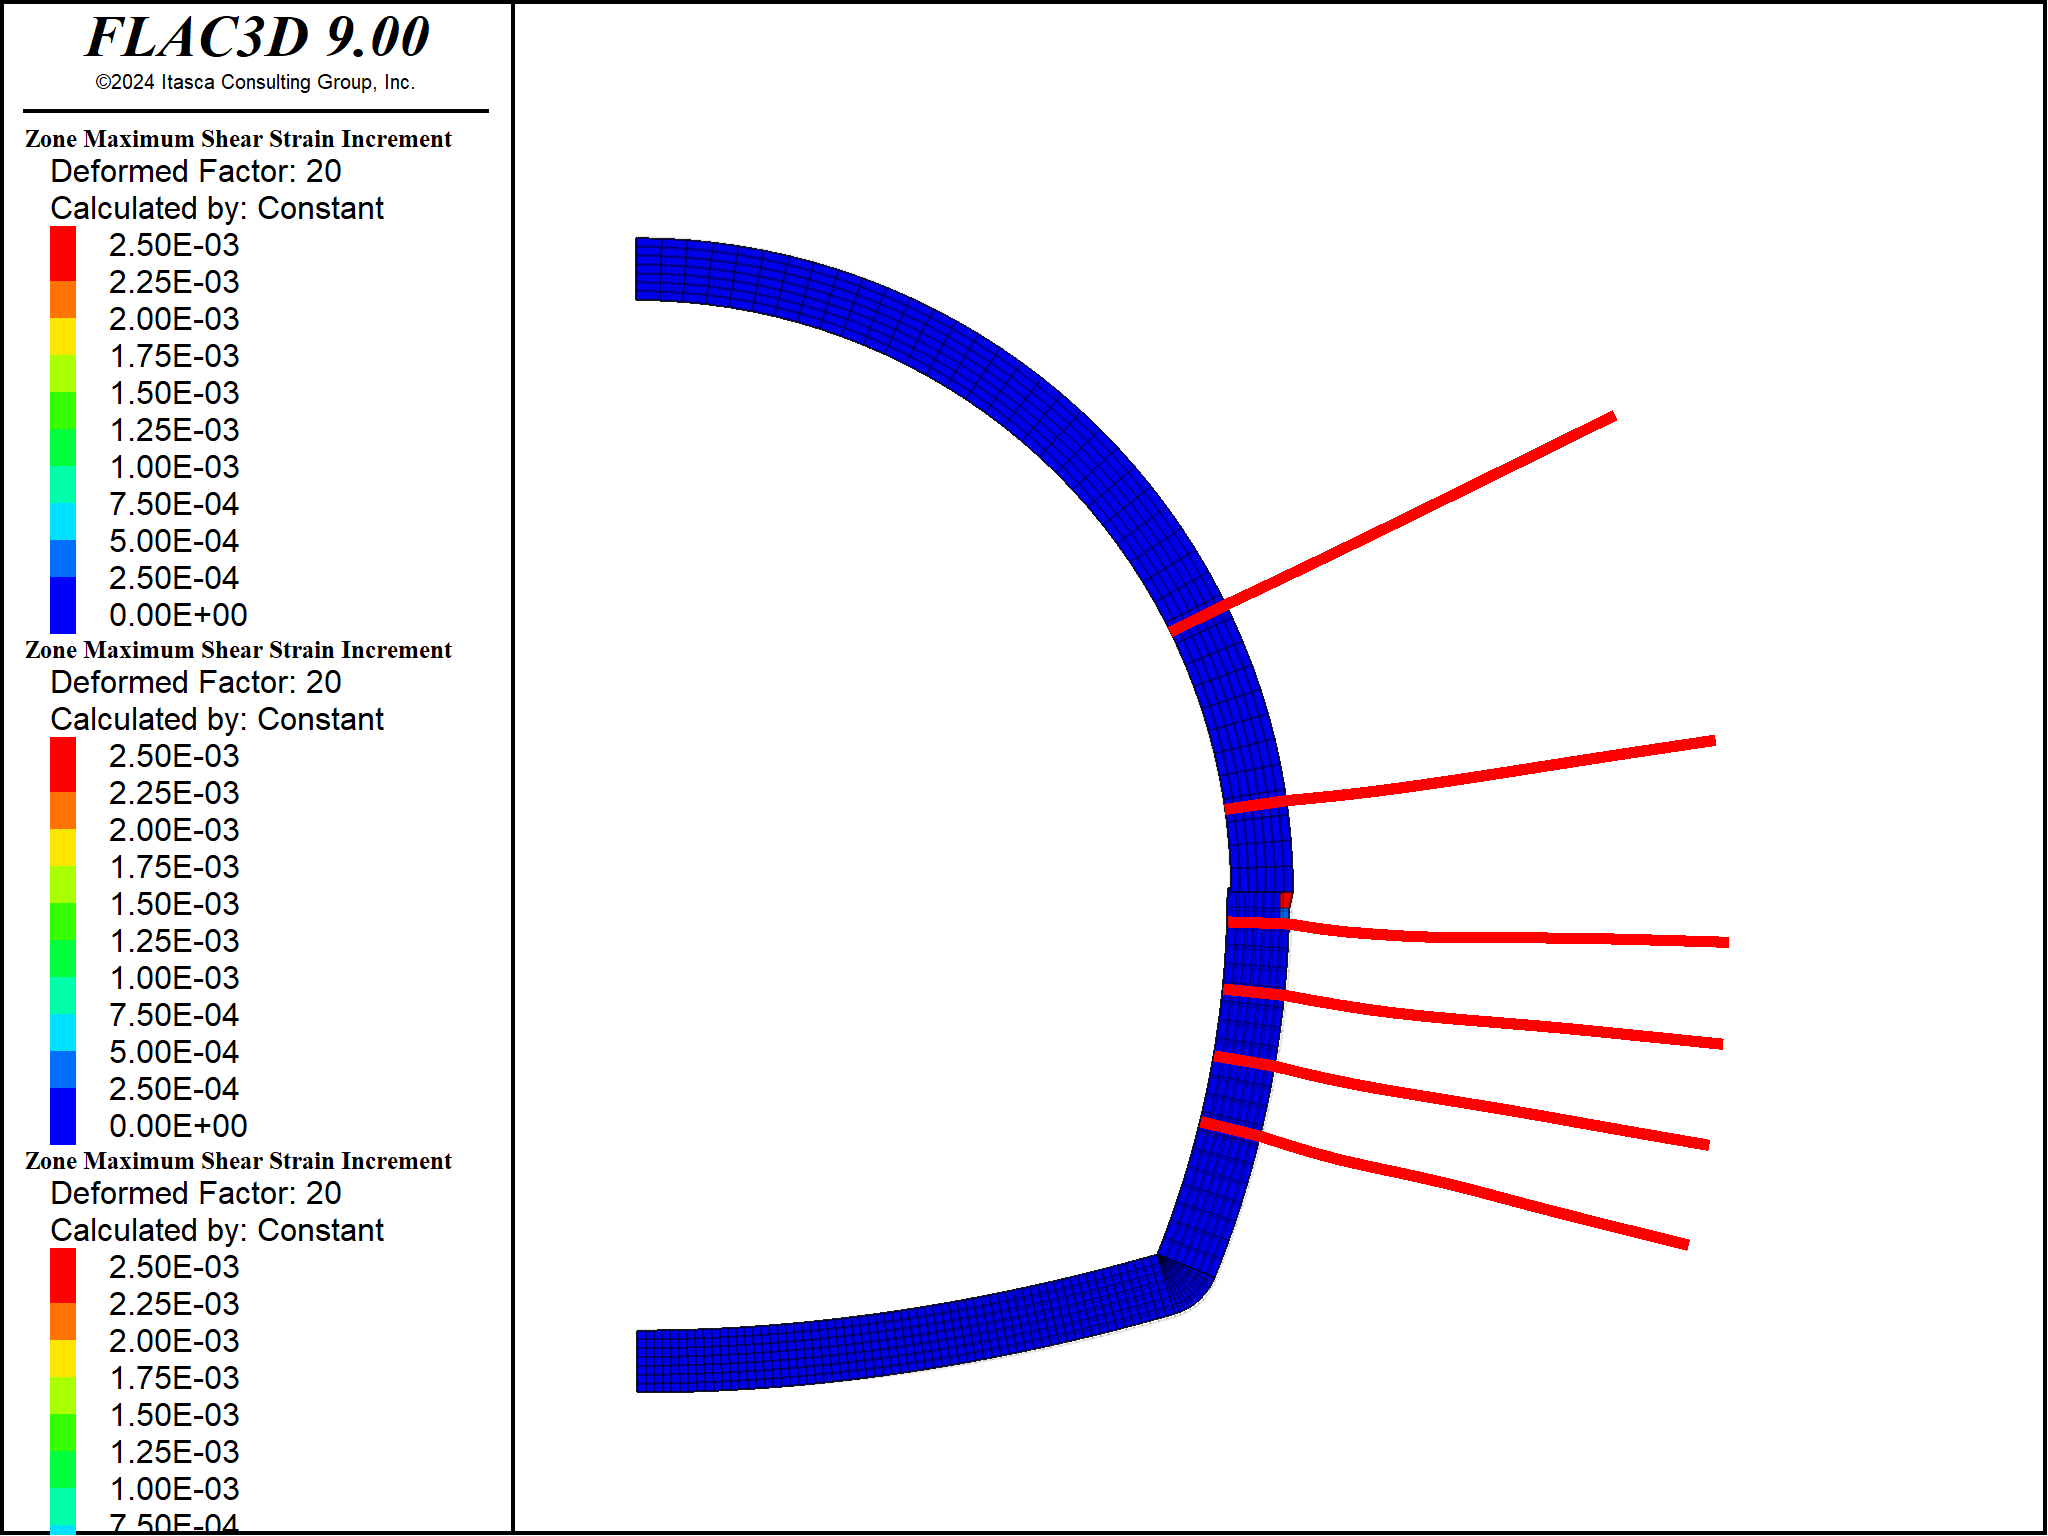 FLAC3D 9.00
©2024 Itasca Consulting Group, Inc.
Zone Maximum Shear Strain Increment
Deformed Factor: 20
Calculated by: Constant
2.50E-03
2.25E-03
2.00E-03
1.75E-03
1.50E-03
1.25E-03
1.00E-03
7.50E-04
5.00E-04
2.50E-04
0.00E+00
Zone Maximum Shear Strain Increment
Deformed Factor: 20
Calculated by: Constant
2.50E-03
2.25E-03
2.00E-03
1.75E-03
1.50E-03
1.25E-03
1.00E-03
7.50E-04
5.00E-04
2.50E-04
0.00E+00
Zone Maximum Shear Strain Increment
Deformed Factor: 20
Calculated by: Constant
2.50E-03
2.25E-03
2.00E-03
1.75E-03
1.50E-03
1.25E-03
1.00E-03
7.50E-04